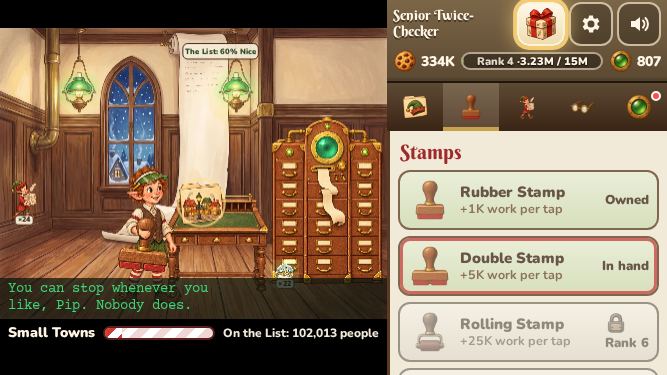 The List: 60% Nice
×24
×22
You can stop whenever you
like, Pip. Nobody does.
Small Towns
On the List: 102,013 people
Senior Twice-
Checker
334K
Rank 4 · 3.23M / 15M
807
Stamps
Rubber Stamp
+1K work per tap
Owned
Double Stamp
+5K work per tap
In hand
Rolling Stamp
+25K work per tap
Rank 6